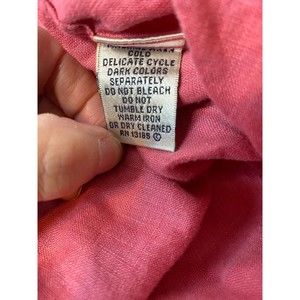 COLD
DELICATE CYCLE
DARK COLORS
SEPARATELY
DO NOT BLEACH
DO NOT
TUMBLE DRY
WARM IRON
OR DRY CLEANED
RN 13185 ©